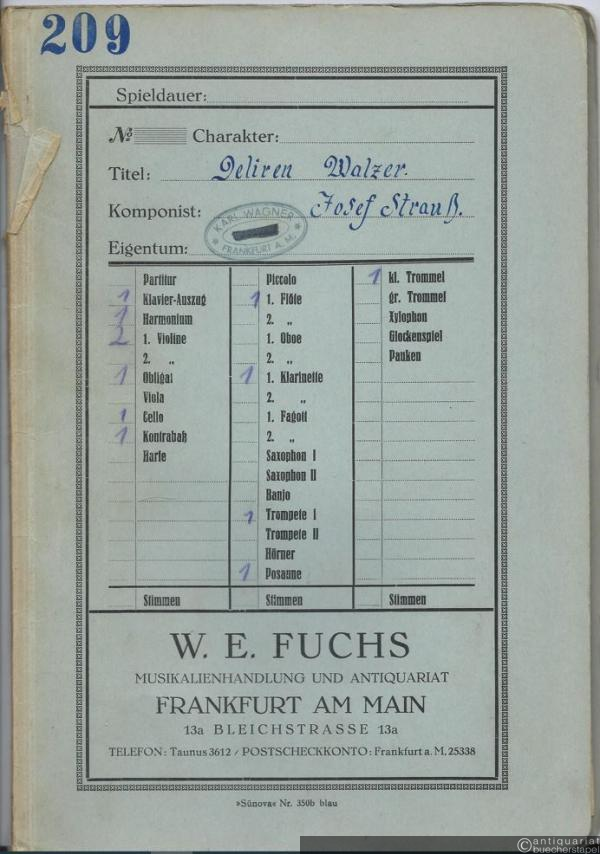 209
Spieldauer:
№ Charakter:
Titel: Deliren Walzer.
Komponist: Josef Strauß.
Eigentum:
KARL WAGNER
FRANKFURT A. M.
Partitur
1 Klavier-Auszug
1 Harmonium
2 1. Violine
2. „
1 Obligat
Viola
1 Cello
1 Kontrabaß
Harfe
Stimmen
Piccolo
1 1. Flöte
2. „
1. Oboe
2. „
1 1. Klarinette
2. „
1. Fagott
2. „
Saxophon I
Saxophon II
Banjo
1 Trompete I
Trompete II
Hörner
1 Posaune
Stimmen
1 kl. Trommel
gr. Trommel
Xylophon
Glockenspiel
Pauken
Stimmen
W. E. FUCHS
MUSIKALIENHANDLUNG UND ANTIQUARIAT
FRANKFURT AM MAIN
13a BLEICHSTRASSE 13a
TELEFON: Taunus 3612 / POSTSCHECKKONTO: Frankfurt a. M. 25338
»Sünova« Nr. 350b blau
©antiquariat
buecherstapel